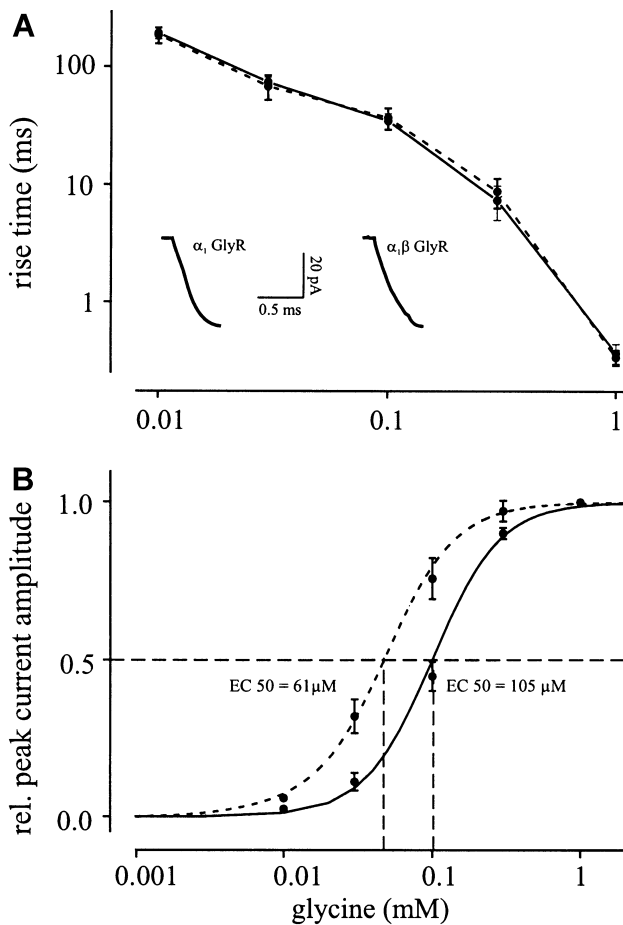 A
rise time (ms)
100
10
1
α₁ GlyR
20 pA
0.5 ms
α₁β GlyR
0.01
0.1
1
B
rel. peak current amplitude
1.0
0.5
0.0
EC 50 = 61µM
EC 50 = 105 µM
0.001
0.01
0.1
1
glycine (mM)